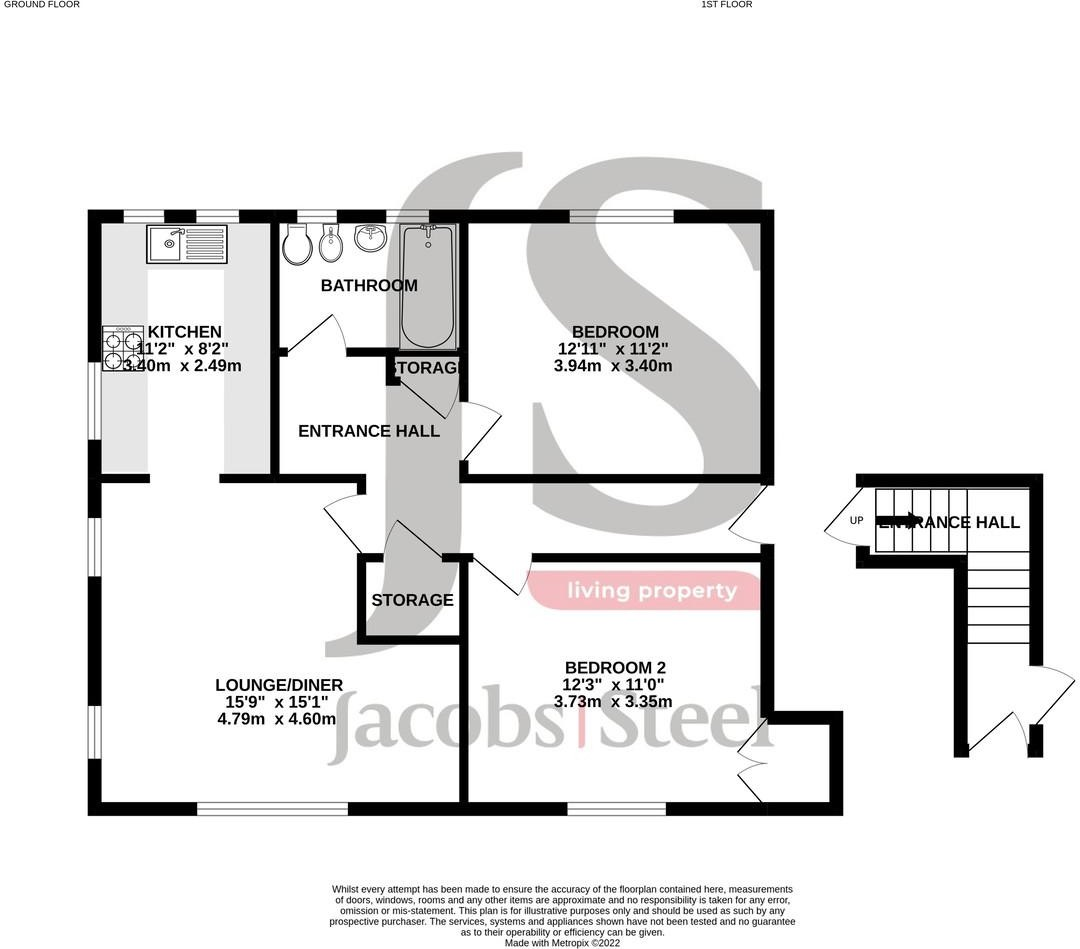 GROUND FLOOR
1ST FLOOR
BATHROOM
KITCHEN
11'2" x 8'2"
3.40m x 2.49m
BEDROOM
12'11" x 11'2"
3.94m x 3.40m
STORAGE
ENTRANCE HALL
UP
ENTRANCE HALL
living property
STORAGE
LOUNGE/DINER
15'9" x 15'1"
4.79m x 4.60m
BEDROOM 2
12'3" x 11'0"
3.73m x 3.35m
JS
Jacobs|Steel
Whilst every attempt has been made to ensure the accuracy of the floorplan contained here, measurements
of doors, windows, rooms and any other items are approximate and no responsibility is taken for any error,
omission or mis-statement. This plan is for illustrative purposes only and should be used as such by any
prospective purchaser. The services, systems and appliances shown have not been tested and no guarantee
as to their operability or efficiency can be given.
Made with Metropix ©2022